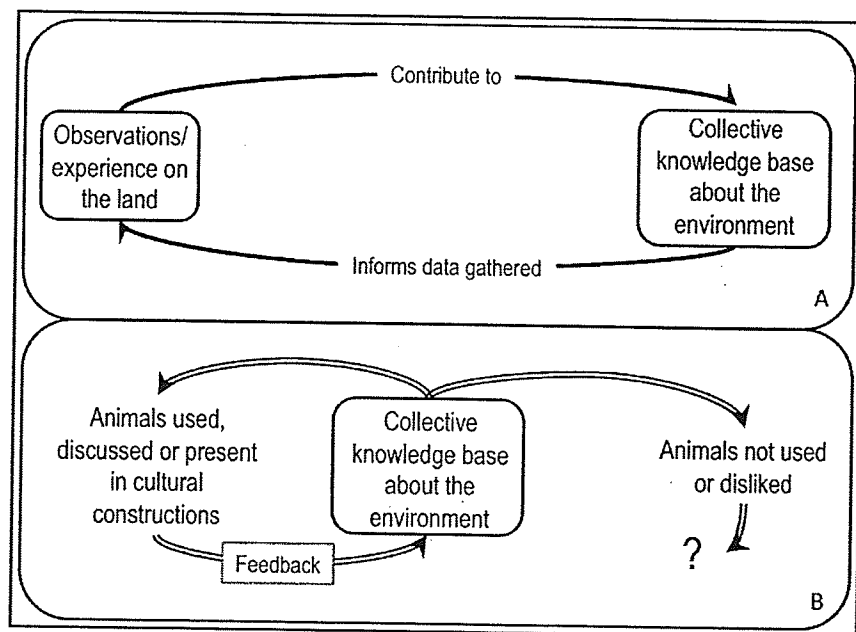 Contribute to
Observations/
experience on
the land
Collective
knowledge base
about the
environment
Informs data gathered
A
Animals used,
discussed or present
in cultural
constructions
Collective
knowledge base
about the
environment
Animals not used
or disliked
Feedback
?
B